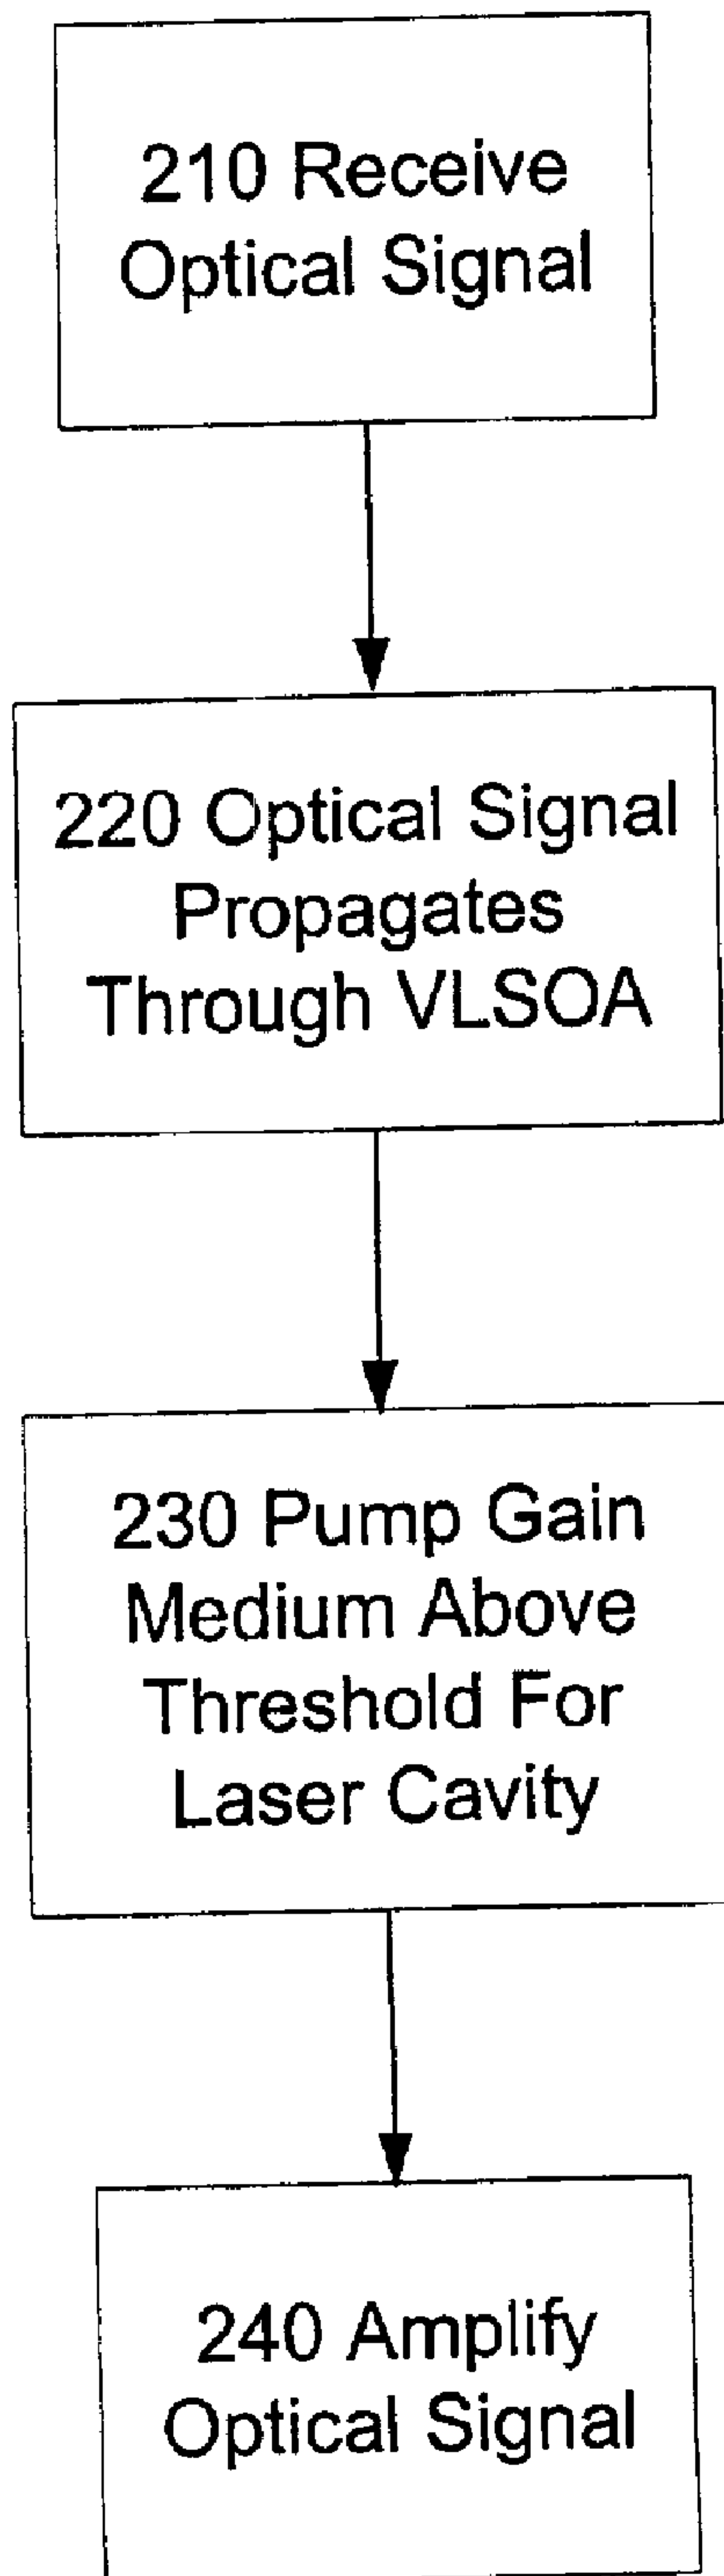 210 Receive
Optical Signal
220 Optical Signal
Propagates
Through VLSOA
230 Pump Gain
Medium Above
Threshold For
Laser Cavity
240 Amplify
Optical Signal